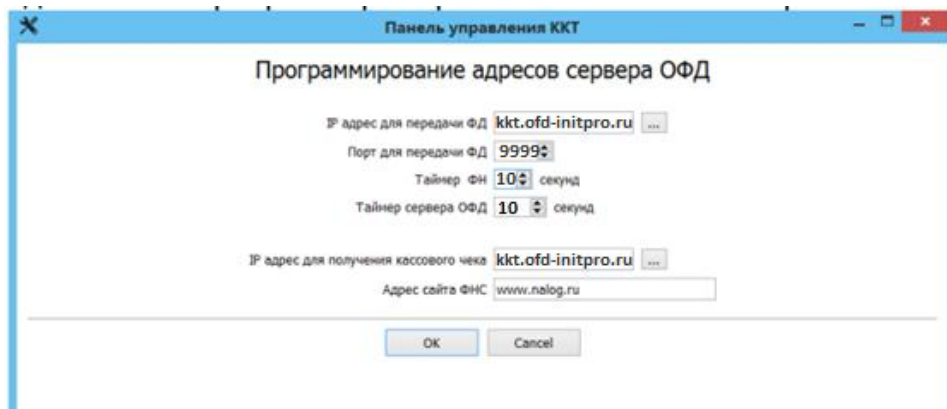 Панель управления ККТ
Программирование адресов сервера ОФД
IP адрес для передачи ФД kkt.ofd-initpro.ru ...
Порт для передачи ФД 9999
Таймер ФН 10 секунд
Таймер сервера ОФД 10 секунд
IP адрес для получения кассового чека kkt.ofd-initpro.ru ...
Адрес сайта ФНС www.nalog.ru
OK Cancel